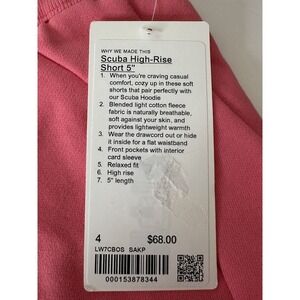 WHY WE MADE THIS
Scuba High-Rise
Short 5"
1. When you're craving casual
comfort, cozy up in these soft
shorts that pair perfectly with
our Scuba Hoodie
2. Blended light cotton fleece
fabric is naturally breathable,
soft against your skin, and
provides lightweight warmth
3. Wear the drawcord out or hide
it inside for a flat waistband
4. Front pockets with interior
card sleeve
5. Relaxed fit
6. High rise
7. 5" length
4 $68.00
LW7CBOS SAKP
000153878344